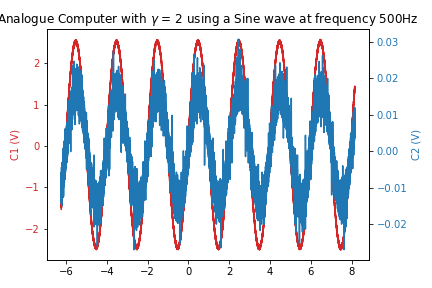 Analogue Computer with γ = 2 using a Sine wave at frequency 500Hz
C1 (V)
2
1
0
−1
−2
0.03
0.02
0.01
0.00
−0.01
−0.02
C2 (V)
−6 −4 −2 0 2 4 6 8